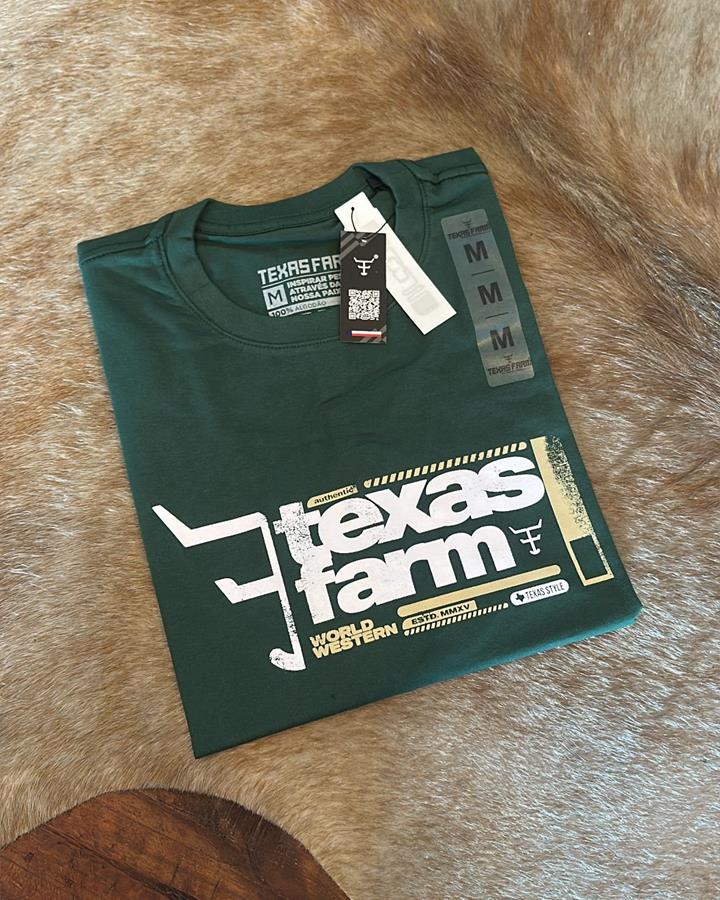 TEXAS FAR
M
INSPIRAR PE
ATRAVÉS DA
NOSSA PAI
100% ALGODÃO
TEXAS FARM
M
M
M
TEXAS FARM
authentic
texas
farm
WORLD
WESTERN
ESTD. MMXV
TEXAS STYLE